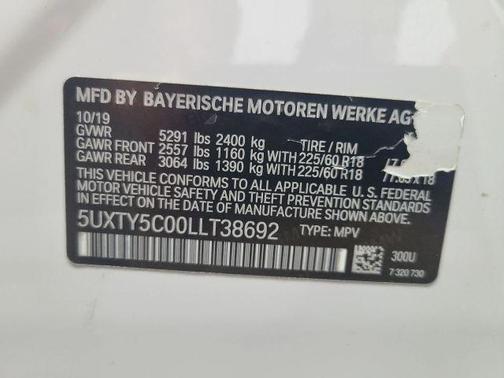 MFD BY BAYERISCHE MOTOREN WERKE AG
10/19
GVWR 5291 lbs 2400 kg TIRE / RIM
GAWR FRONT 2557 lbs 1160 kg WITH 225/60 R18
GAWR REAR 3064 lbs 1390 kg WITH 225/60 R18 X 18
THIS VEHICLE CONFORMS TO ALL APPLICABLE U. S. FEDERAL
MOTOR VEHICLE SAFETY, BUMPER AND THEFT PREVENTION
STANDARDS IN EFFECT ON THE DATE OF MANUFACTURE SHOWN ABOVE.
5UXTY5C00LLT38692 TYPE: MPV
300U
7 320 730